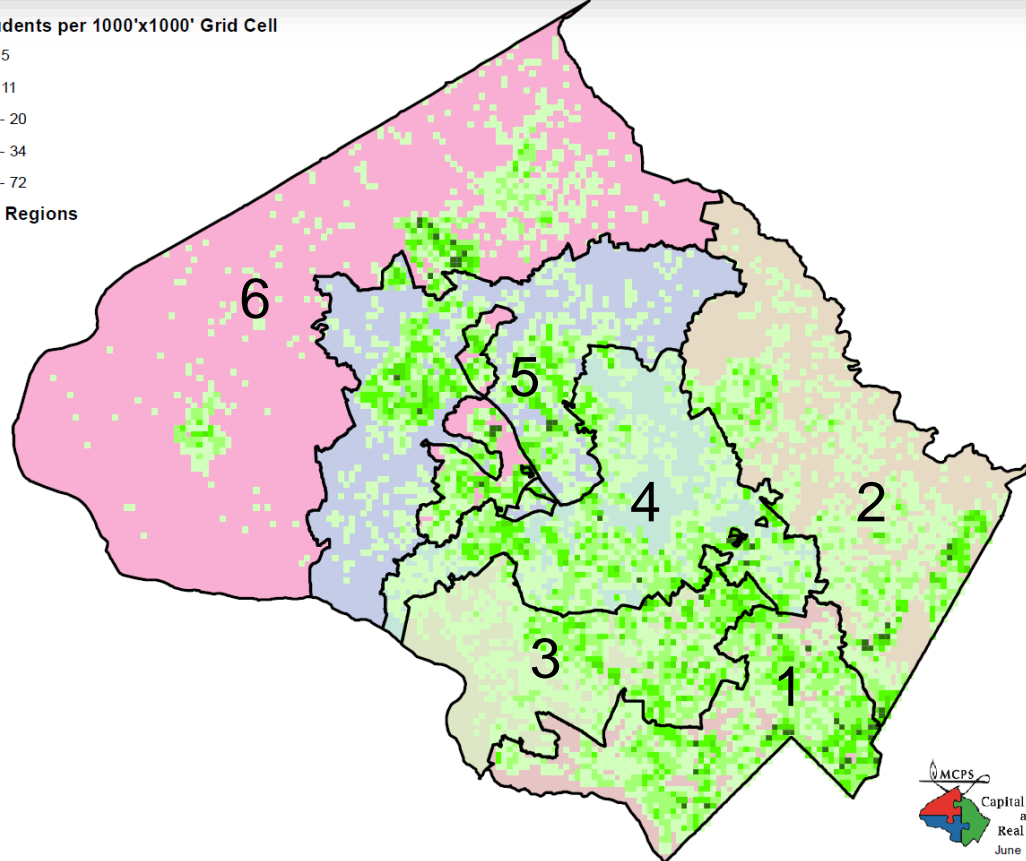 dents per 1000'x1000' Grid Cell
5
11
- 20
- 34
- 72
Regions
6
5
4
2
3
1
MCPS
Capital
a
Real
June